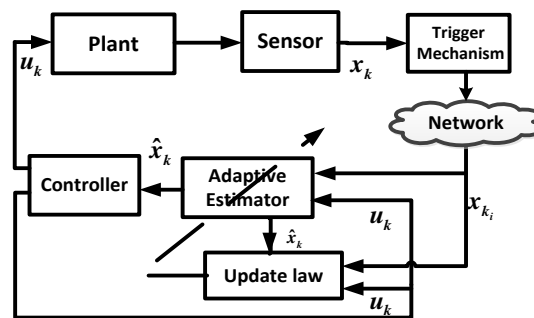 Plant
Sensor
Trigger
Mechanism
u_k
x_k
Network
x̂_k
Controller
Adaptive
Estimator
x_{k_i}
u_k
x̂_k
Update law
u_k